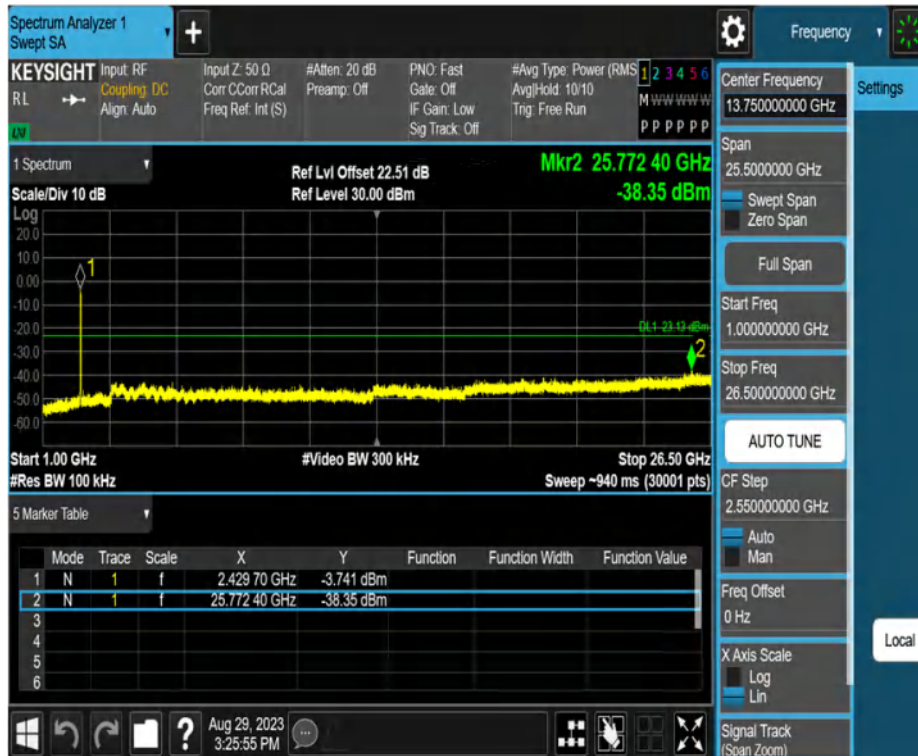 Spectrum Analyzer 1
Swept SA
+
Frequency
KEYSIGHT
RL
LNI
Input: RF
Coupling: DC
Align: Auto
Input Z: 50 Ω
Corr CCorr RCal
Freq Ref: Int (S)
#Atten: 20 dB
Preamp: Off
PNO: Fast
Gate: Off
IF Gain: Low
Sig Track: Off
#Avg Type: Power (RMS
Avg|Hold: 10/10
Trig: Free Run
1 2 3 4 5 6
M W W W W W
P P P P P P
1 Spectrum
Scale/Div 10 dB
Ref Lvl Offset 22.51 dB
Ref Level 30.00 dBm
Mkr2 25.772 40 GHz
-38.35 dBm
Log
20.0
10.0
0.00
-10.0
-20.0
-30.0
-40.0
-50.0
-60.0
1
DL1 -23.13 dBm
2
Start 1.00 GHz
#Video BW 300 kHz
Stop 26.50 GHz
#Res BW 100 kHz
Sweep ~940 ms (30001 pts)
5 Marker Table
Mode Trace Scale X Y Function Function Width Function Value
1 N 1 f 2.429 70 GHz -3.741 dBm
2 N 1 f 25.772 40 GHz -38.35 dBm
3
4
5
6
Aug 29, 2023
3:25:55 PM
?
Center Frequency
13.750000000 GHz
Settings
Span
25.5000000 GHz
Swept Span
Zero Span
Full Span
Start Freq
1.000000000 GHz
Stop Freq
26.500000000 GHz
AUTO TUNE
CF Step
2.550000000 GHz
Auto
Man
Freq Offset
0 Hz
Local
X Axis Scale
Log
Lin
Signal Track
(Span Zoom)